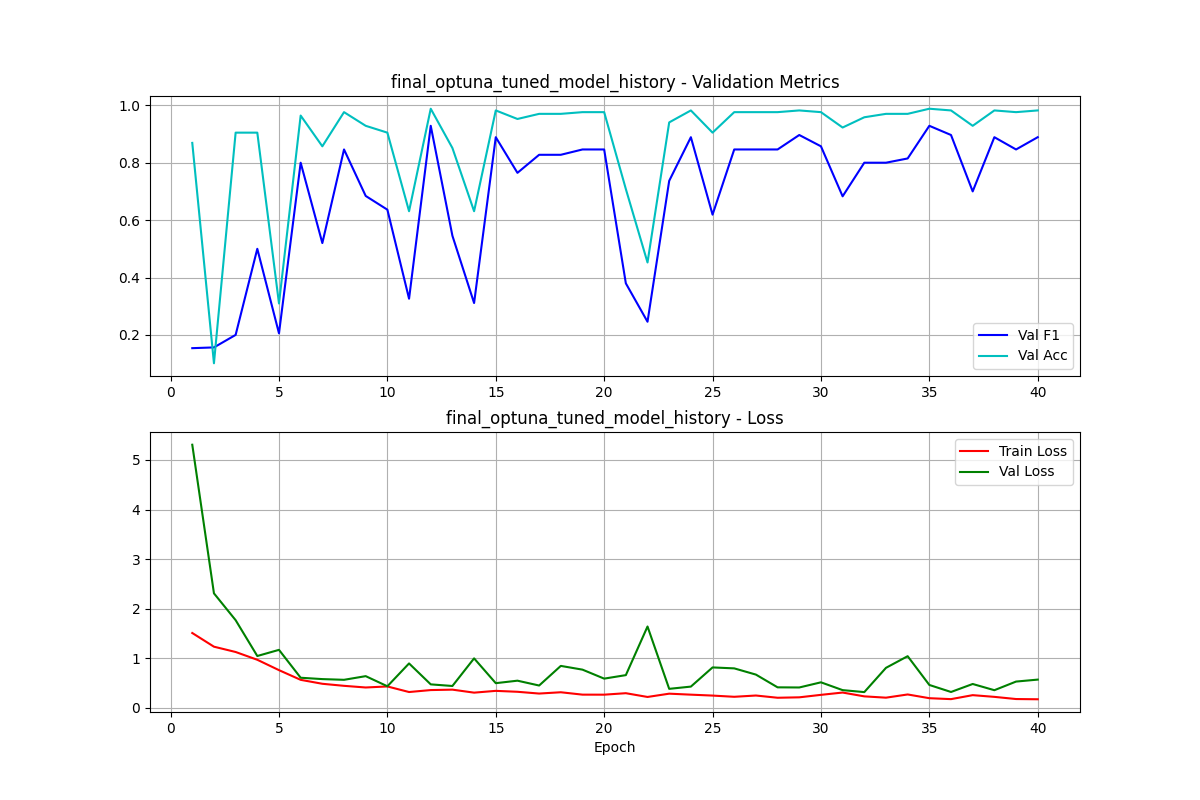 final_optuna_tuned_model_history - Validation Metrics
1.0
0.8
0.6
0.4
0.2
Val F1
Val Acc
0 5 10 15 20 25 30 35 40
final_optuna_tuned_model_history - Loss
5
4
3
2
1
0
Train Loss
Val Loss
0 5 10 15 20 25 30 35 40
Epoch